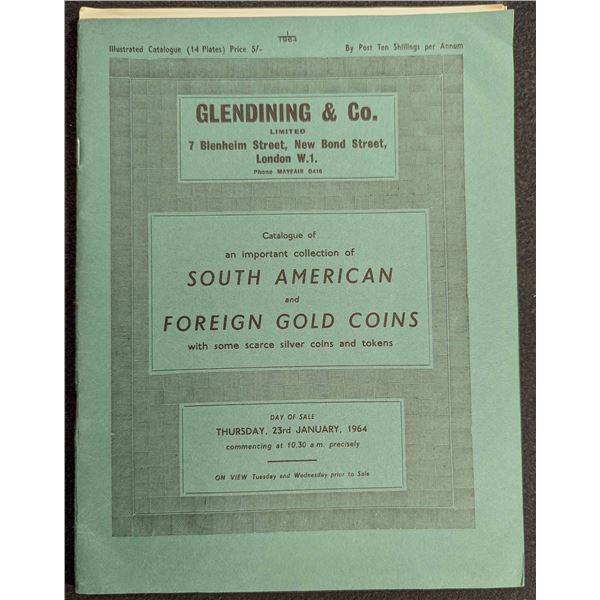 1
1964
Illustrated Catalogue (14 Plates) Price 5/-
By Post Ten Shillings per Annum
GLENDINING & Co.
LIMITED
7 Blenheim Street, New Bond Street,
London W.1.
Phone MAYFAIR 0416
Catalogue of
an important collection of
SOUTH AMERICAN
and
FOREIGN GOLD COINS
with some scarce silver coins and tokens
DAY OF SALE
THURSDAY, 23rd JANUARY, 1964
commencing at 10.30 a.m. precisely
ON VIEW Tuesday and Wednesday prior to Sale